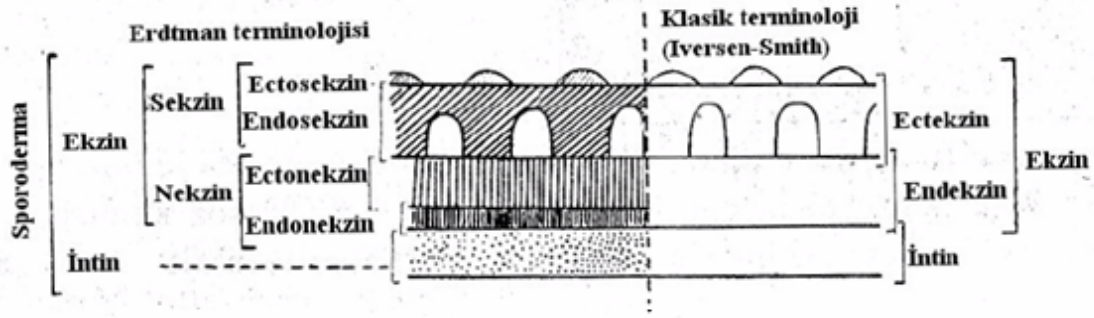 Erdtman terminolojisi
Klasik terminoloji
(Iversen-Smith)
Sporoderma
Ekzin
Sekzin
Ectosekzin
Endosekzin
Nekzin
Ectonekzin
Endonekzin
İntin
Ectekzin
Endekzin
Ekzin
İntin